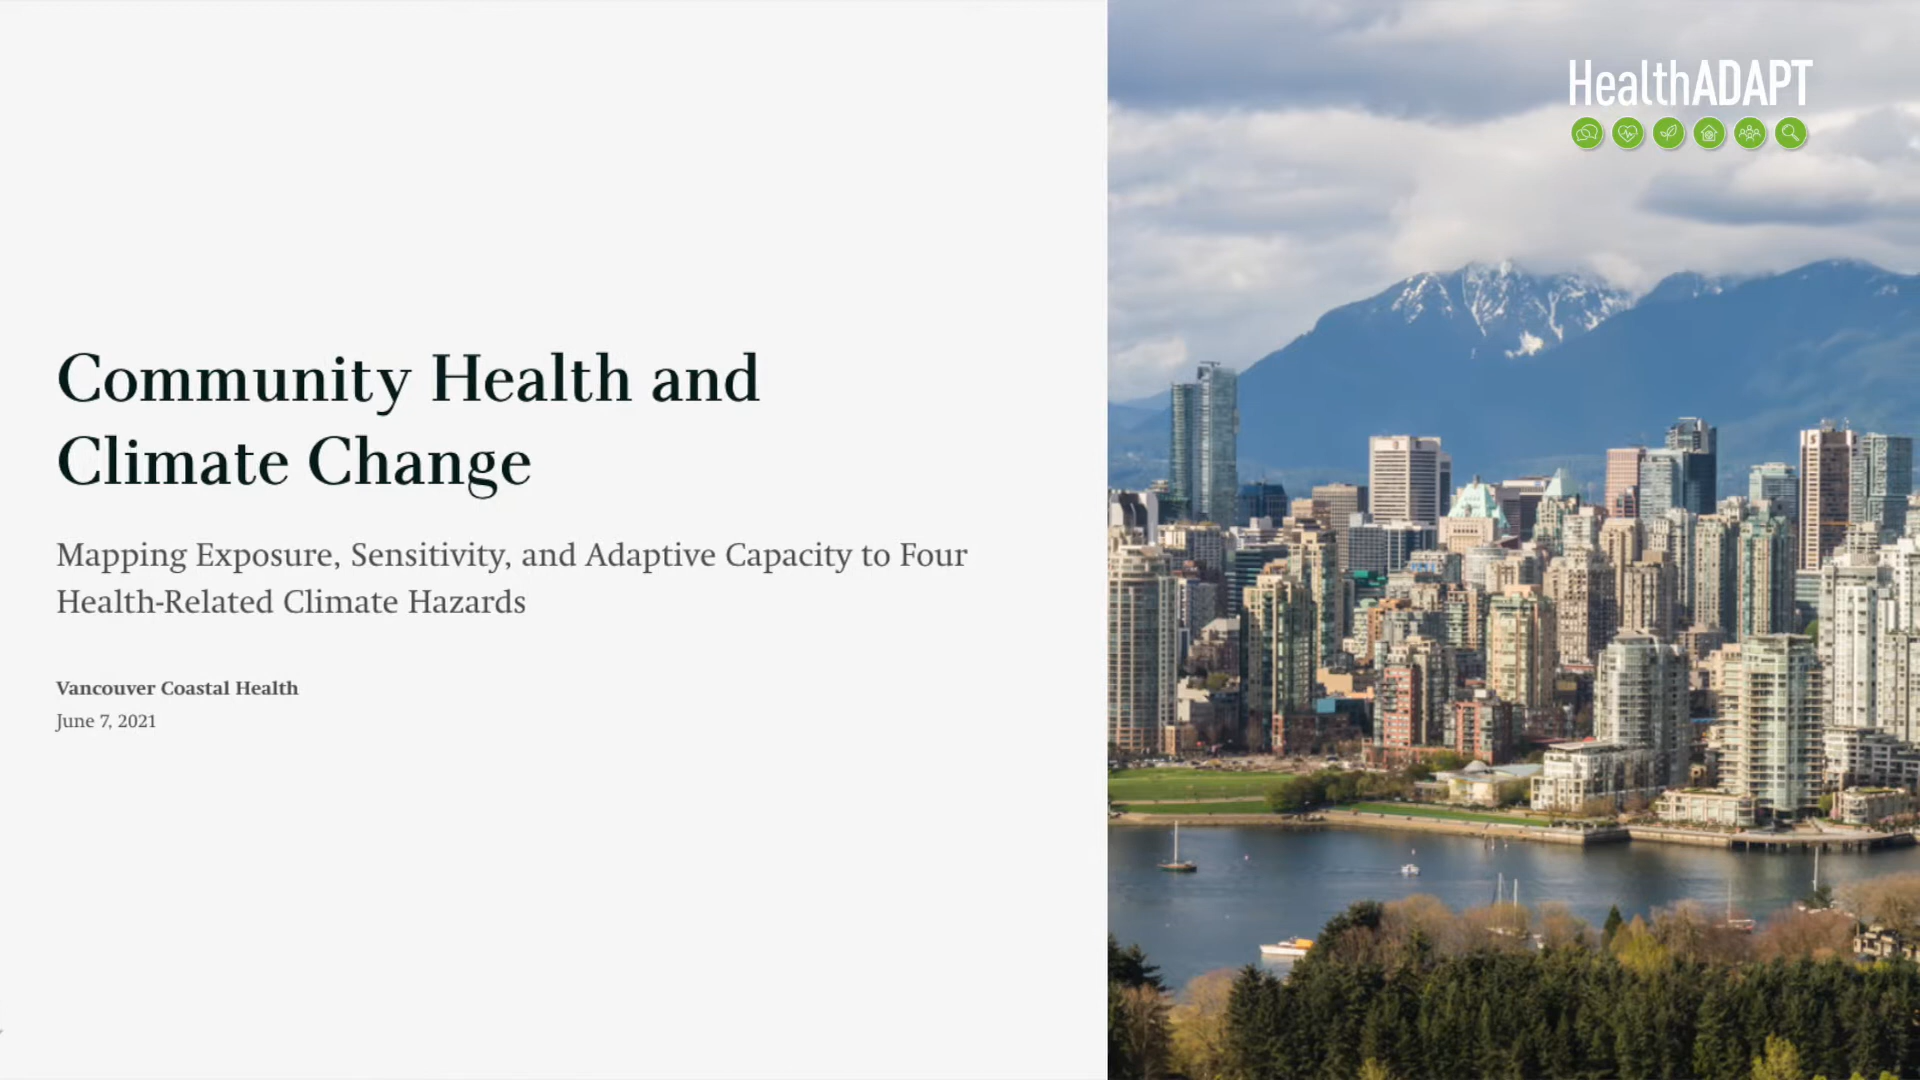 Community Health and
Climate Change
Mapping Exposure, Sensitivity, and Adaptive Capacity to Four
Health-Related Climate Hazards
Vancouver Coastal Health
June 7, 2021
HealthADAPT